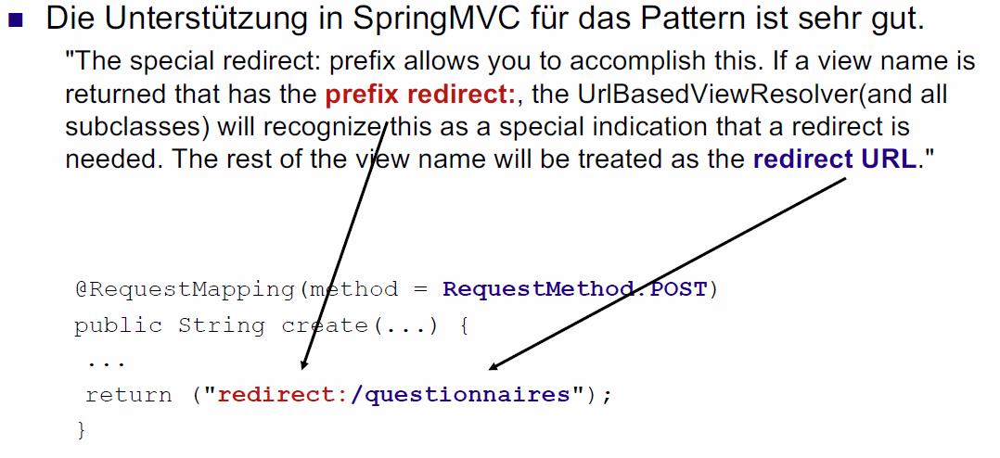 Die Unterstützung in SpringMVC für das Pattern ist sehr gut.
"The special redirect: prefix allows you to accomplish this. If a view name is
returned that has the prefix redirect:, the UrlBasedViewResolver(and all
subclasses) will recognize this as a special indication that a redirect is
needed. The rest of the view name will be treated as the redirect URL."
@RequestMapping(method = RequestMethod.POST)
public String create(...) {
...
return ("redirect:/questionnaires");
}